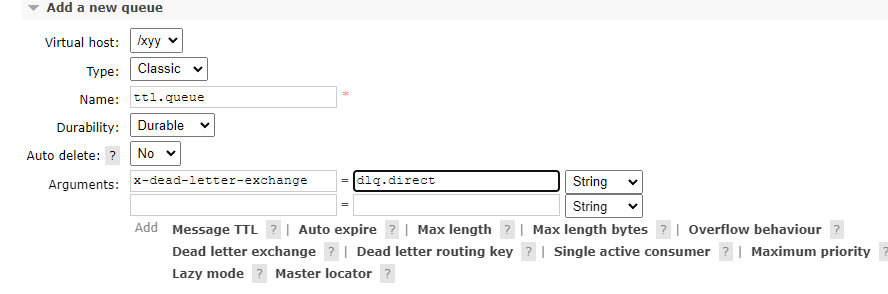 Add a new queue
Virtual host: /xyy
Type: Classic
Name: ttl.queue *
Durability: Durable
Auto delete: ? No
Arguments: x-dead-letter-exchange = dlq.direct String
= String
Add Message TTL ? | Auto expire ? | Max length ? | Max length bytes ? | Overflow behaviour ?
Dead letter exchange ? | Dead letter routing key ? | Single active consumer ? | Maximum priority ?
Lazy mode ? Master locator ?